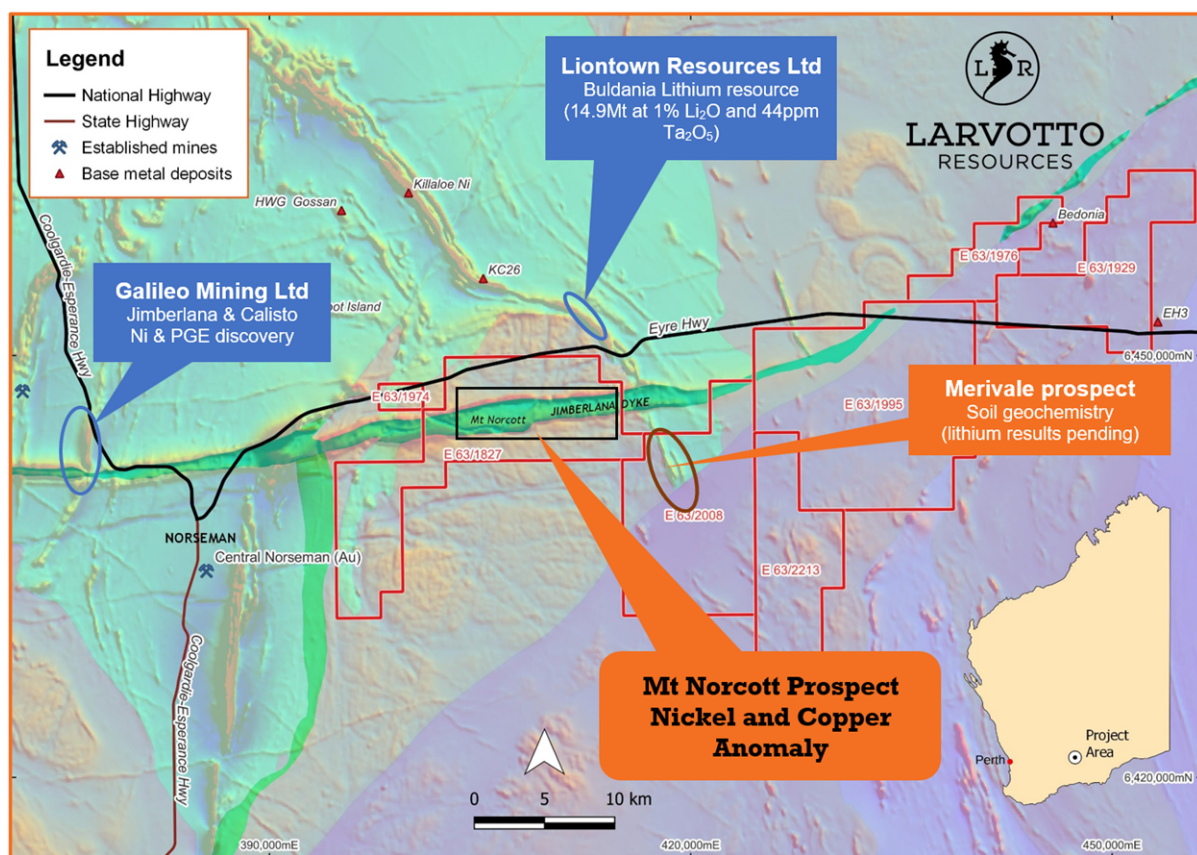 Legend
National Highway
State Highway
Established mines
Base metal deposits
Liontown Resources Ltd
Buldania Lithium resource
(14.9Mt at 1% Li₂O and 44ppm
Ta₂O₅)
L R
LARVOTTO
RESOURCES
Killaloe Ni
HWG Gossan
KC26
Bedonia
E 63/1976
E 63/1929
EH3
Coolgardie-Esperance Hwy
Galileo Mining Ltd
Jimberlana & Calisto
Ni & PGE discovery
Island
Eyre Hwy
6,450,000mN
Merivale prospect
Soil geochemistry
(lithium results pending)
E 63/1974
Mt Norcott
JIMBERLANA DYKE
E 63/1995
E 63/1827
E 63/2008
NORSEMAN
Central Norseman (Au)
E 63/2213
Coolgardie-Esperance Hwy
Mt Norcott Prospect
Nickel and Copper
Anomaly
Perth
Project
Area
6,420,000mN
0 5 10 km
390,000mE
420,000mE
450,000mE